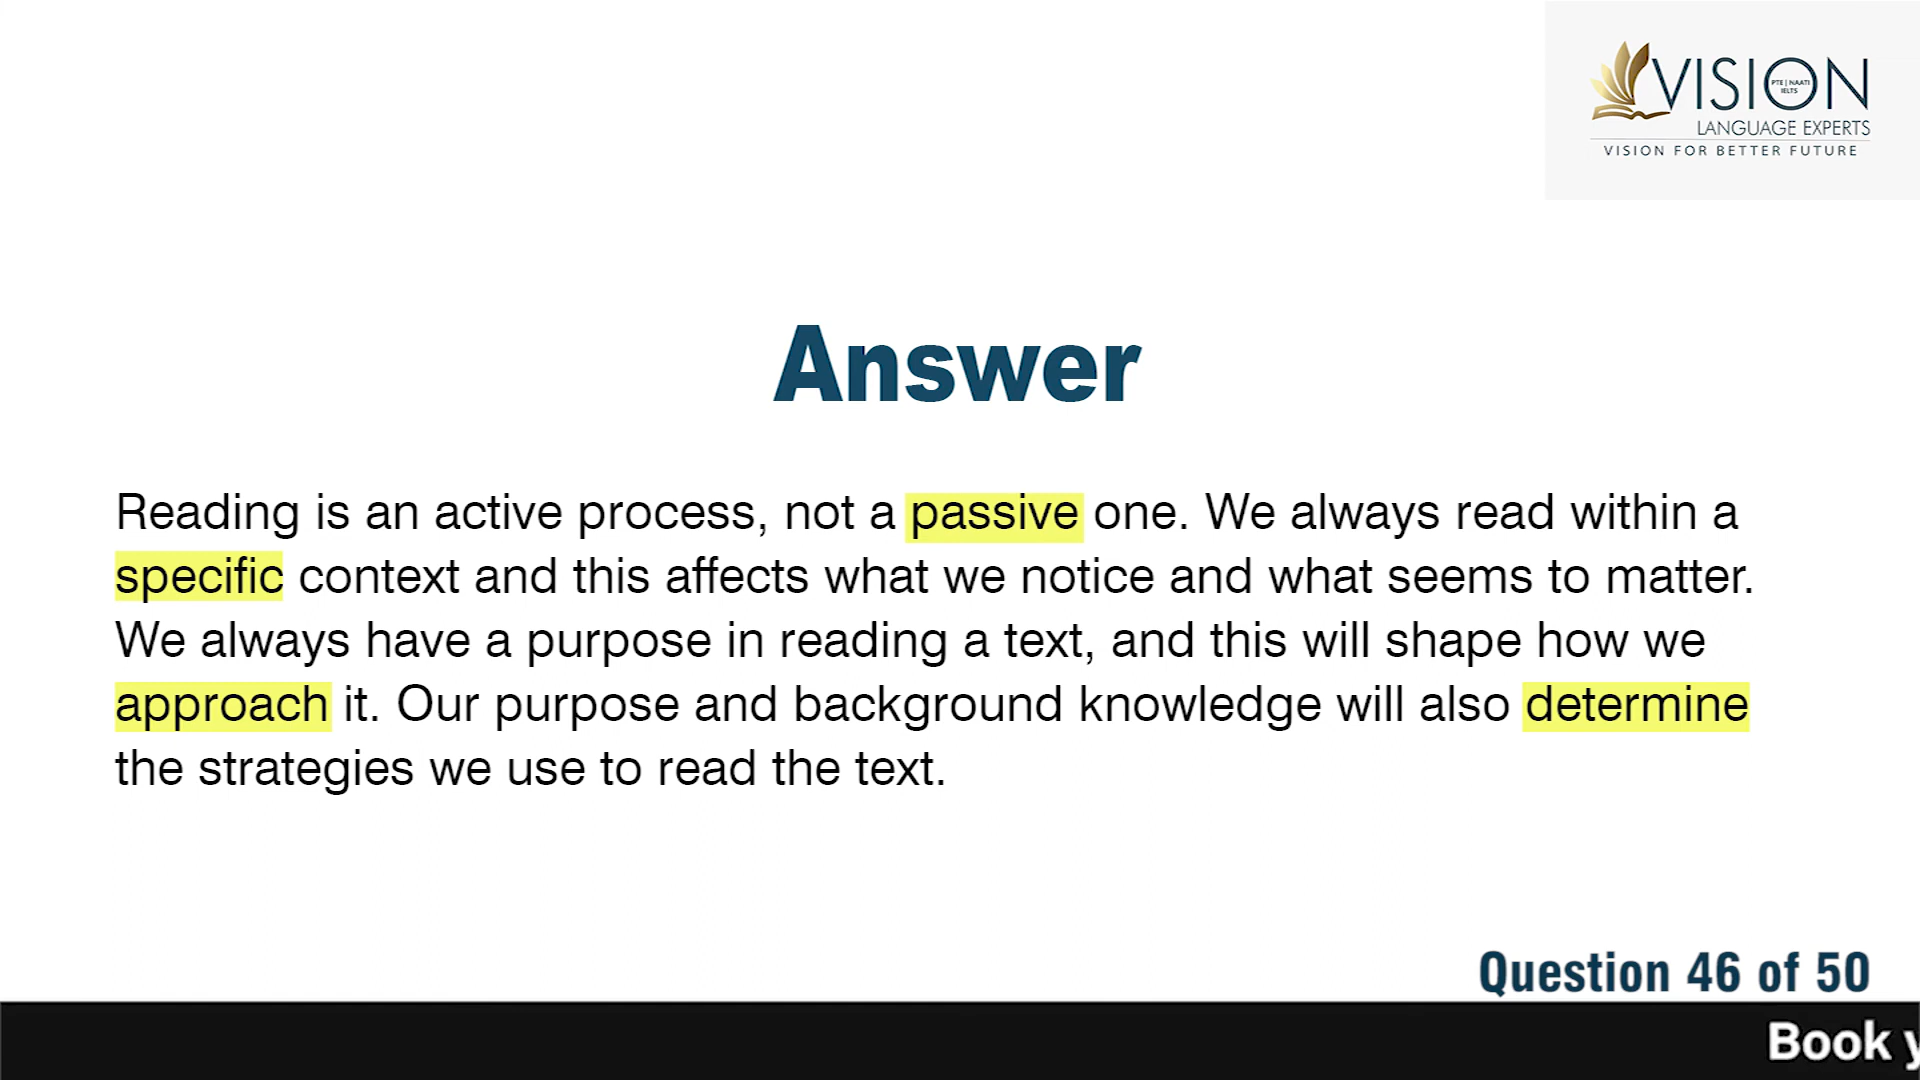 VISION
PTE | NAATI
IELTS
LANGUAGE EXPERTS
VISION FOR BETTER FUTURE
Answer
Reading is an active process, not a passive one. We always read within a
specific context and this affects what we notice and what seems to matter.
We always have a purpose in reading a text, and this will shape how we
approach it. Our purpose and background knowledge will also determine
the strategies we use to read the text.
Question 46 of 50
Book